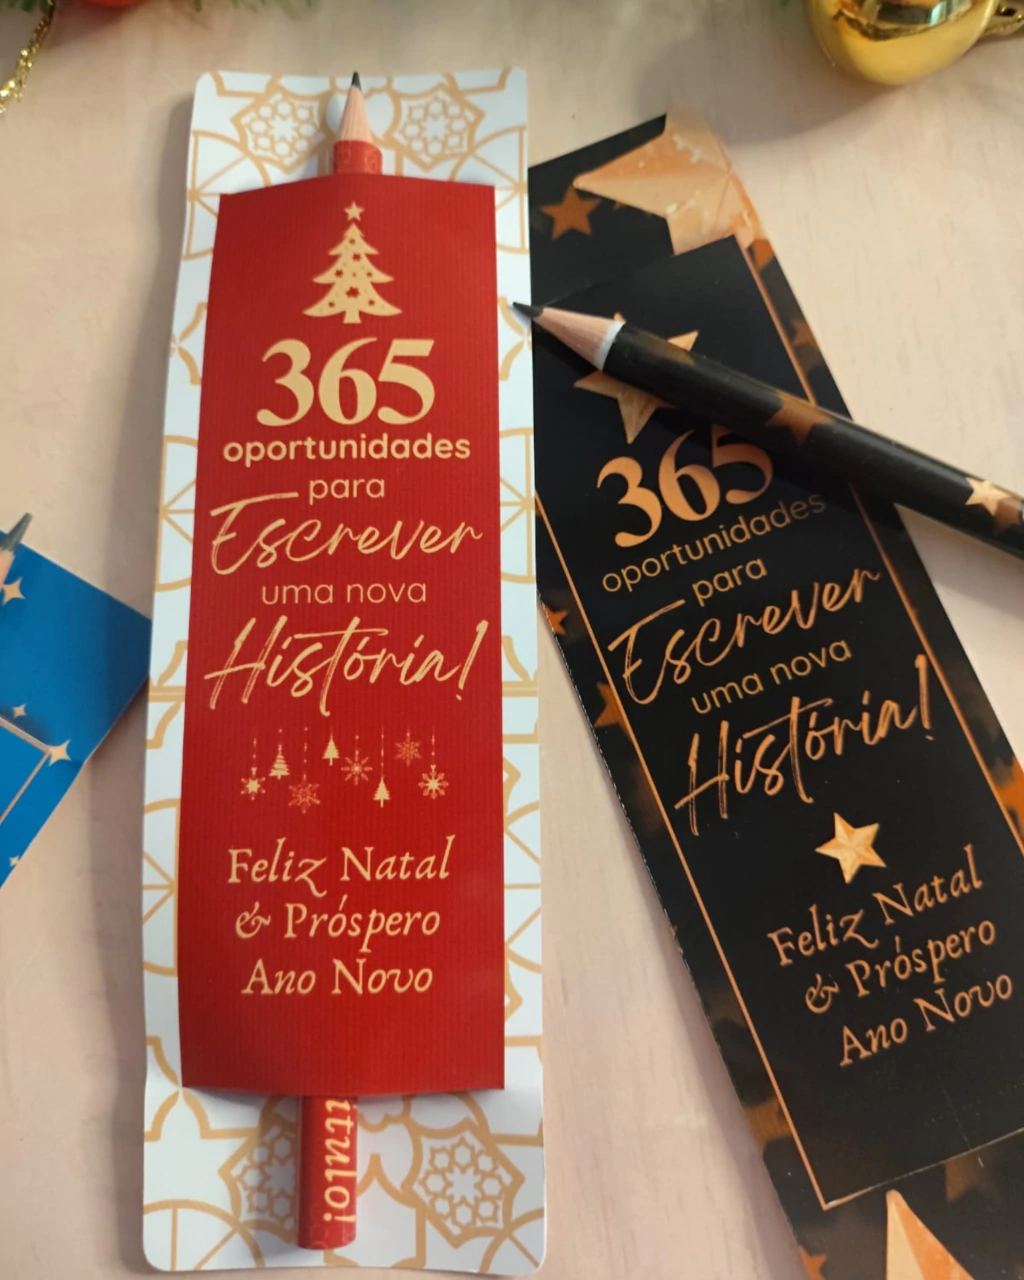 365
oportunidades
para
Escrever
uma nova
História!
Feliz Natal
& Próspero
Ano Novo
ítulo!
365
oportunidades
para
Escrever
uma nova
História!
Feliz Natal
& Próspero
Ano Novo